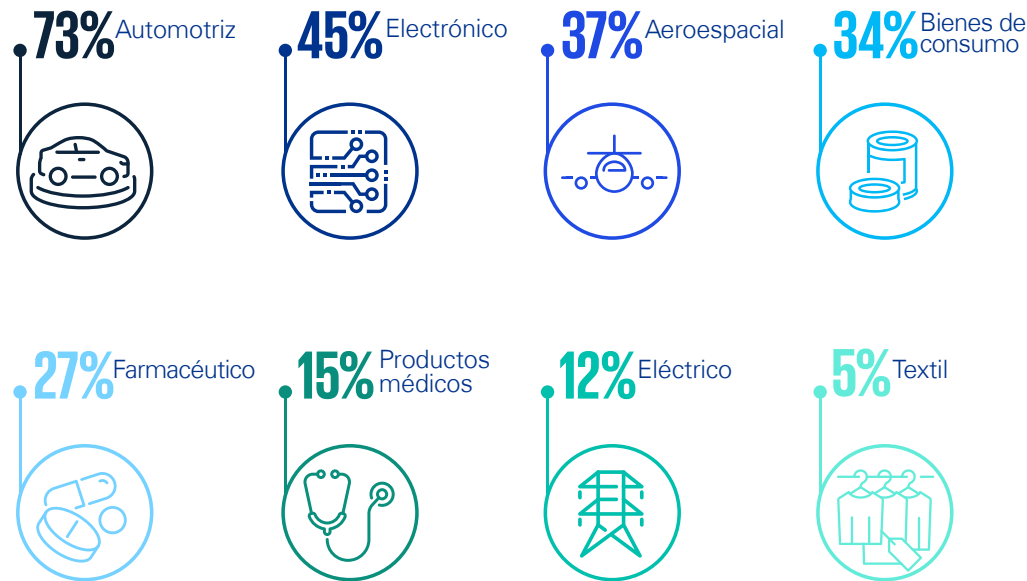 73% Automotriz
45% Electrónico
37% Aeroespacial
34% Bienes de
consumo
27% Farmacéutico
15% Productos
médicos
12% Eléctrico
5% Textil